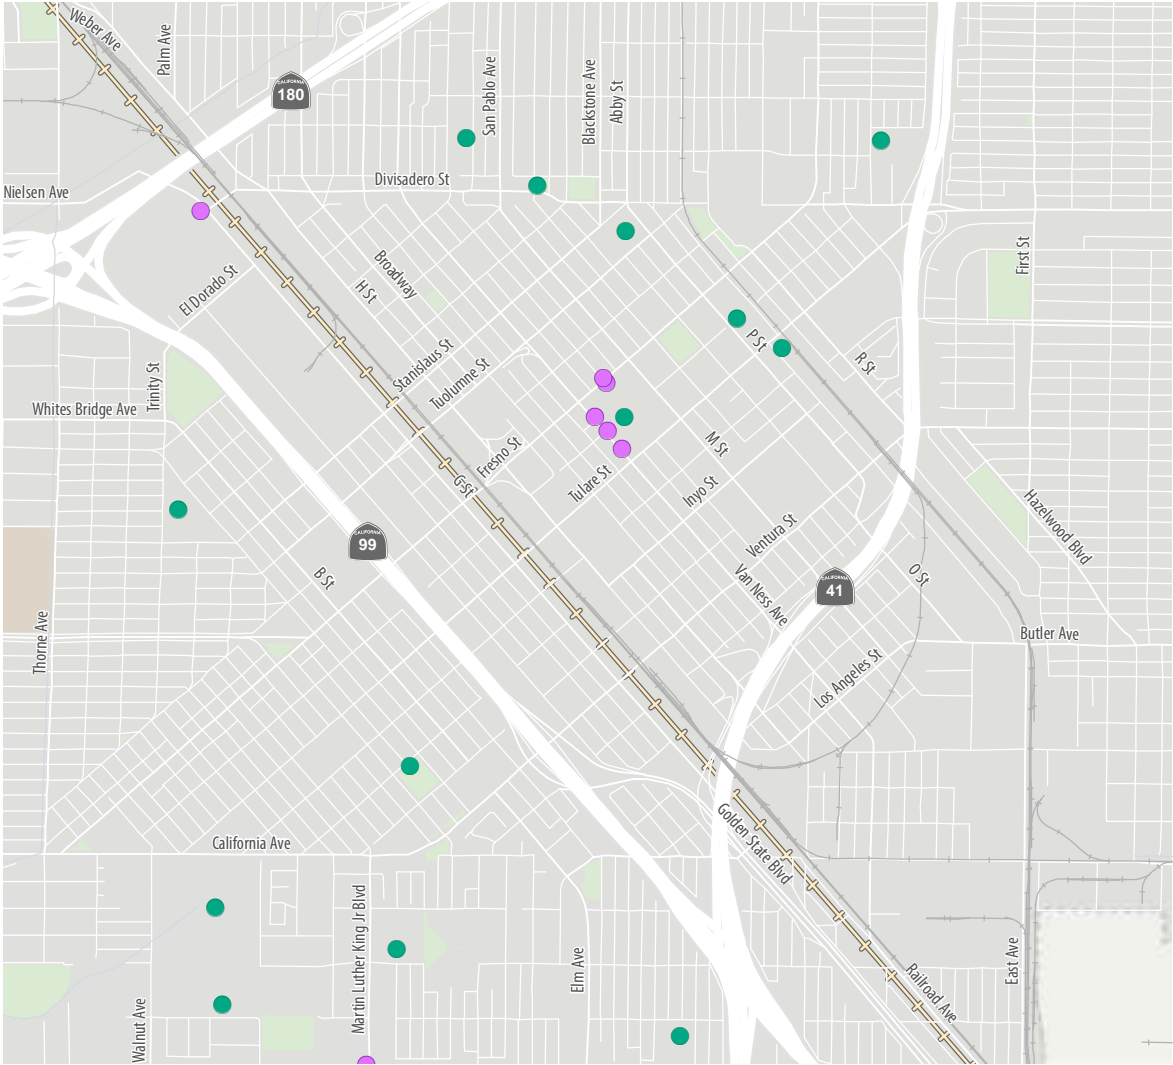 Weber Ave
Palm Ave
CALIFORNIA
180
San Pablo Ave
Blackstone Ave
Abby St
Nielsen Ave
Divisadero St
First St
El Dorado St
Broadway
H St
P St
R St
Stanislaus St
Tuolumne St
Trinity St
Whites Bridge Ave
Fresno St
G St
Tulare St
M St
Inyo St
Hazelwood Blvd
CALIFORNIA
99
Ventura St
B St
Van Ness Ave
CALIFORNIA
41
O St
Thorne Ave
Butler Ave
Los Angeles St
California Ave
Golden State Blvd
Martin Luther King Jr Blvd
Elm Ave
East Ave
Railroad Ave
Walnut Ave